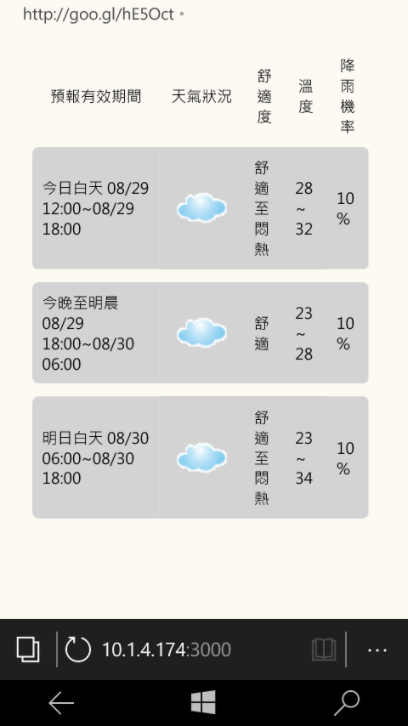 http://goo.gl/hE5Oct。
預報有效期間 天氣狀況 舒適度 溫度 降雨機率
今日白天 08/29
12:00~08/29
18:00
舒適至悶熱
28
~
32
10
%
今晚至明晨
08/29
18:00~08/30
06:00
舒適
23
~
28
10
%
明日白天 08/30
06:00~08/30
18:00
舒適至悶熱
23
~
34
10
%
10.1.4.174:3000